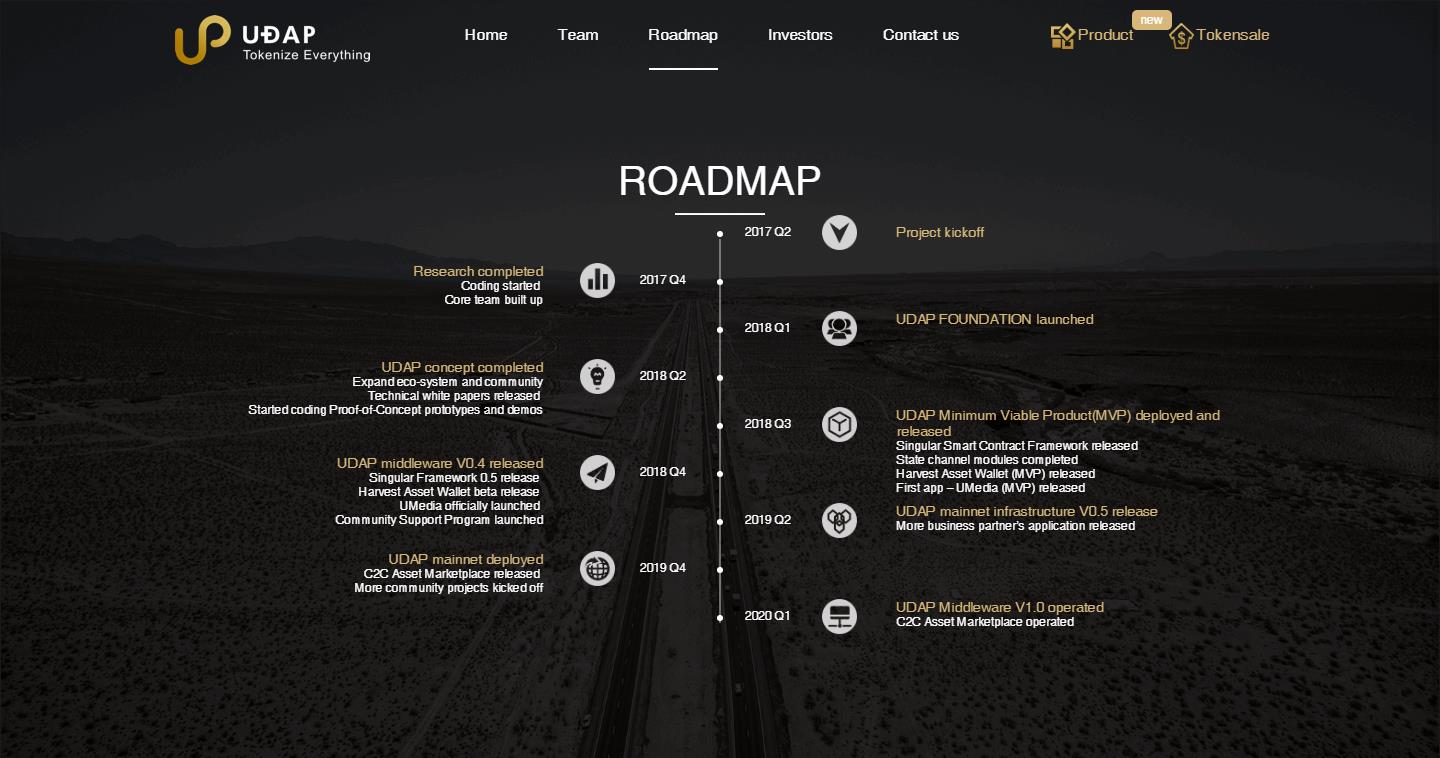 UĐAP
Tokenize Everything
Home
Team
Roadmap
Investors
Contact us
Product
new
Tokensale
ROADMAP
2017 Q2
Project kickoff
Research completed
Coding started
Core team built up
2017 Q4
2018 Q1
UDAP FOUNDATION launched
UDAP concept completed
Expand eco-system and community
Technical white papers released
Started coding Proof-of-Concept prototypes and demos
2018 Q2
2018 Q3
UDAP Minimum Viable Product(MVP) deployed and
released
Singular Smart Contract Framework released
State channel modules completed
Harvest Asset Wallet (MVP) released
First app – UMedia (MVP) released
UDAP middleware V0.4 released
Singular Framework 0.5 release
Harvest Asset Wallet beta release
UMedia officially launched
Community Support Program launched
2018 Q4
2019 Q2
UDAP mainnet infrastructure V0.5 release
More business partner's application released
UDAP mainnet deployed
C2C Asset Marketplace released
More community projects kicked off
2019 Q4
2020 Q1
UDAP Middleware V1.0 operated
C2C Asset Marketplace operated